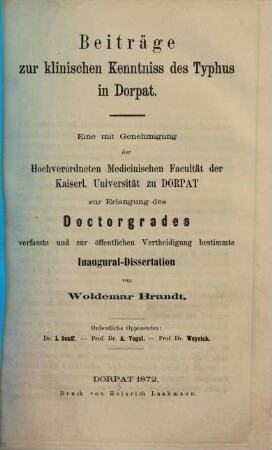 Beiträge
zur klinischen Kenntniss des Typhus
in Dorpat.
Eine mit Genehmigung
der
Hochverordneten Medicinischen Facultät der
Kaiserl. Universität zu DORPAT
zur Erlangung des
Doctorgrades
verfasste und zur öffentlichen Vertheidigung bestimmte
Inaugural-Dissertation
von
Woldemar Brandt.
Ordentliche Opponenten:
Dr. I. Senff. — Prof. Dr. A. Vogel. — Prof. Dr. Weyrich.
DORPAT 1872.
Druck von Heinrich Laakmann.